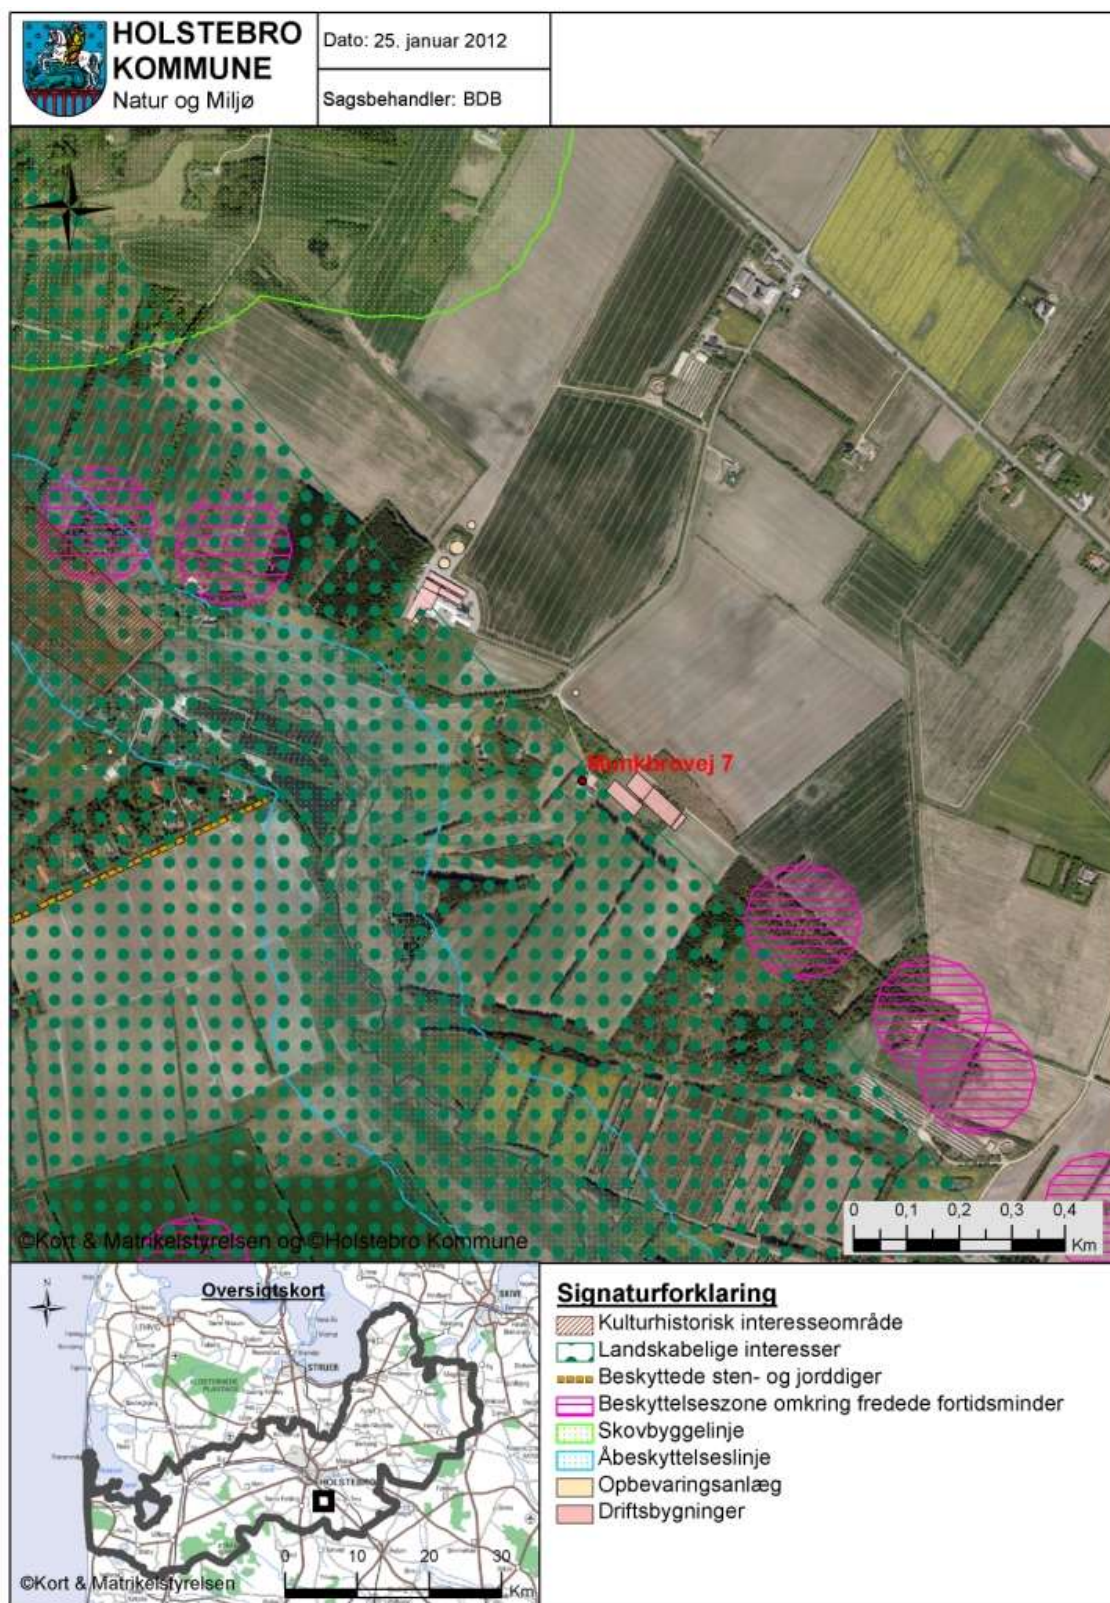 HOLSTEBRO
KOMMUNE
Natur og Miljø
Dato: 25. januar 2012
Sagsbehandler: BDB
Munkbrovej 7
0 0,1 0,2 0,3 0,4
Km
©Kort & Matrikelstyrelsen og ©Holstebro Kommune
Oversigtskort
N
SKIVE
STRUER
HOLSTEBRO
0 10 20 30
Km
©Kort & Matrikelstyrelsen
Signaturforklaring
Kulturhistorisk interesseområde
Landskabelige interesser
Beskyttede sten- og jorddiger
Beskyttelseszone omkring fredede fortidsminder
Skovbyggelinje
Åbeskyttelseslinje
Opbevaringsanlæg
Driftsbygninger